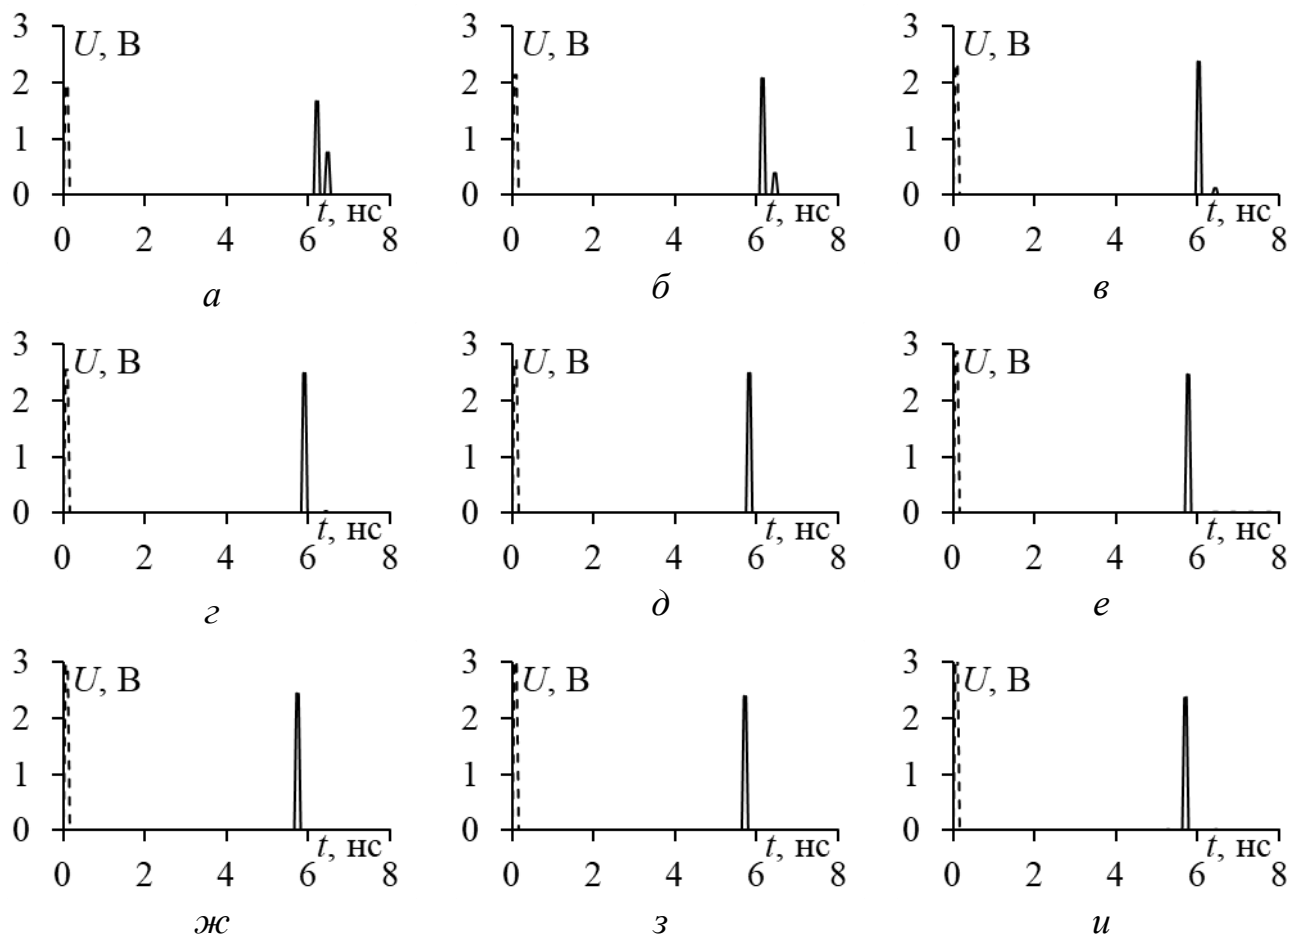 3 U, В 3 U, В 3 U, В
2 2 2
1 1 1
0 t, нс 0 t, нс 0 t, нс
0 2 4 6 8 0 2 4 6 8 0 2 4 6 8
а б в
3 U, В 3 U, В 3 U, В
2 2 2
1 1 1
0 t, нс 0 t, нс 0 t, нс
0 2 4 6 8 0 2 4 6 8 0 2 4 6 8
г д е
3 U, В 3 U, В 3 U, В
2 2 2
1 1 1
0 t, нс 0 t, нс 0 t, нс
0 2 4 6 8 0 2 4 6 8 0 2 4 6 8
ж з и